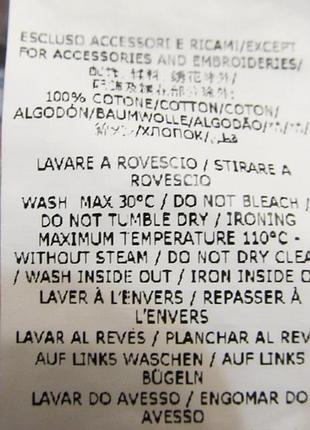 ESCLUSO ACCESSORI E RICAMI/EXCEPT
FOR ACCESSORIES AND EMBROIDERIES/
100% COTONE/COTTON/COTON/
ALGODÓN/BAUMWOLLE/ALGODÃO/
ХЛОПОК/
LAVARE A ROVESCIO / STIRARE A
ROVESCIO
WASH MAX 30°C / DO NOT BLEACH /
DO NOT TUMBLE DRY / IRONING
MAXIMUM TEMPERATURE 110°C -
WITHOUT STEAM / DO NOT DRY CLEA
/ WASH INSIDE OUT / IRON INSIDE O
LAVER À L'ENVERS / REPASSER À
L'ENVERS
LAVAR AL REVÉS / PLANCHAR AL REV
AUF LINKS WASCHEN / AUF LINKS
BÜGELN
LAVAR DO AVESSO / ENGOMAR DO
AVESSO